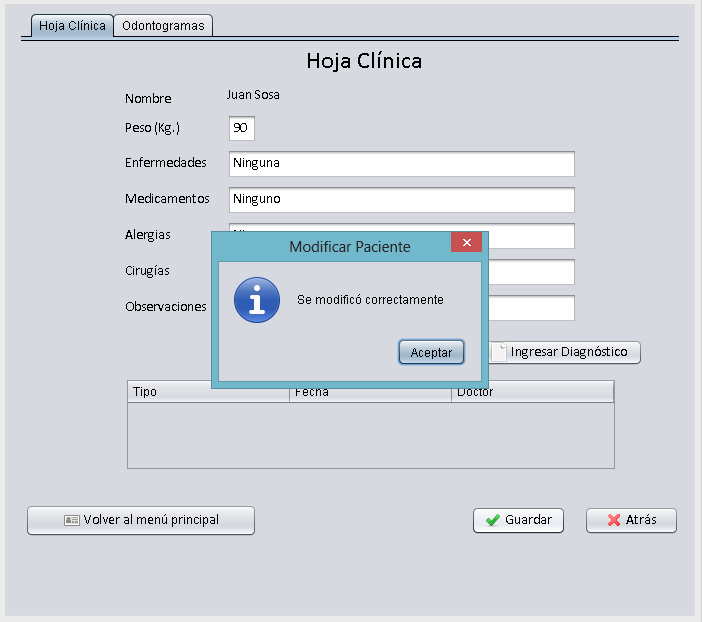 Hoja Clínica
Odontogramas
Hoja Clínica
Nombre
Juan Sosa
Peso (Kg.)
90
Enfermedades
Ninguna
Medicamentos
Ninguno
Alergias
Cirugías
Observaciones
Modificar Paciente
Se modificó correctamente
Aceptar
Ingresar Diagnóstico
Tipo
Fecha
Doctor
Volver al menú principal
Guardar
Atrás